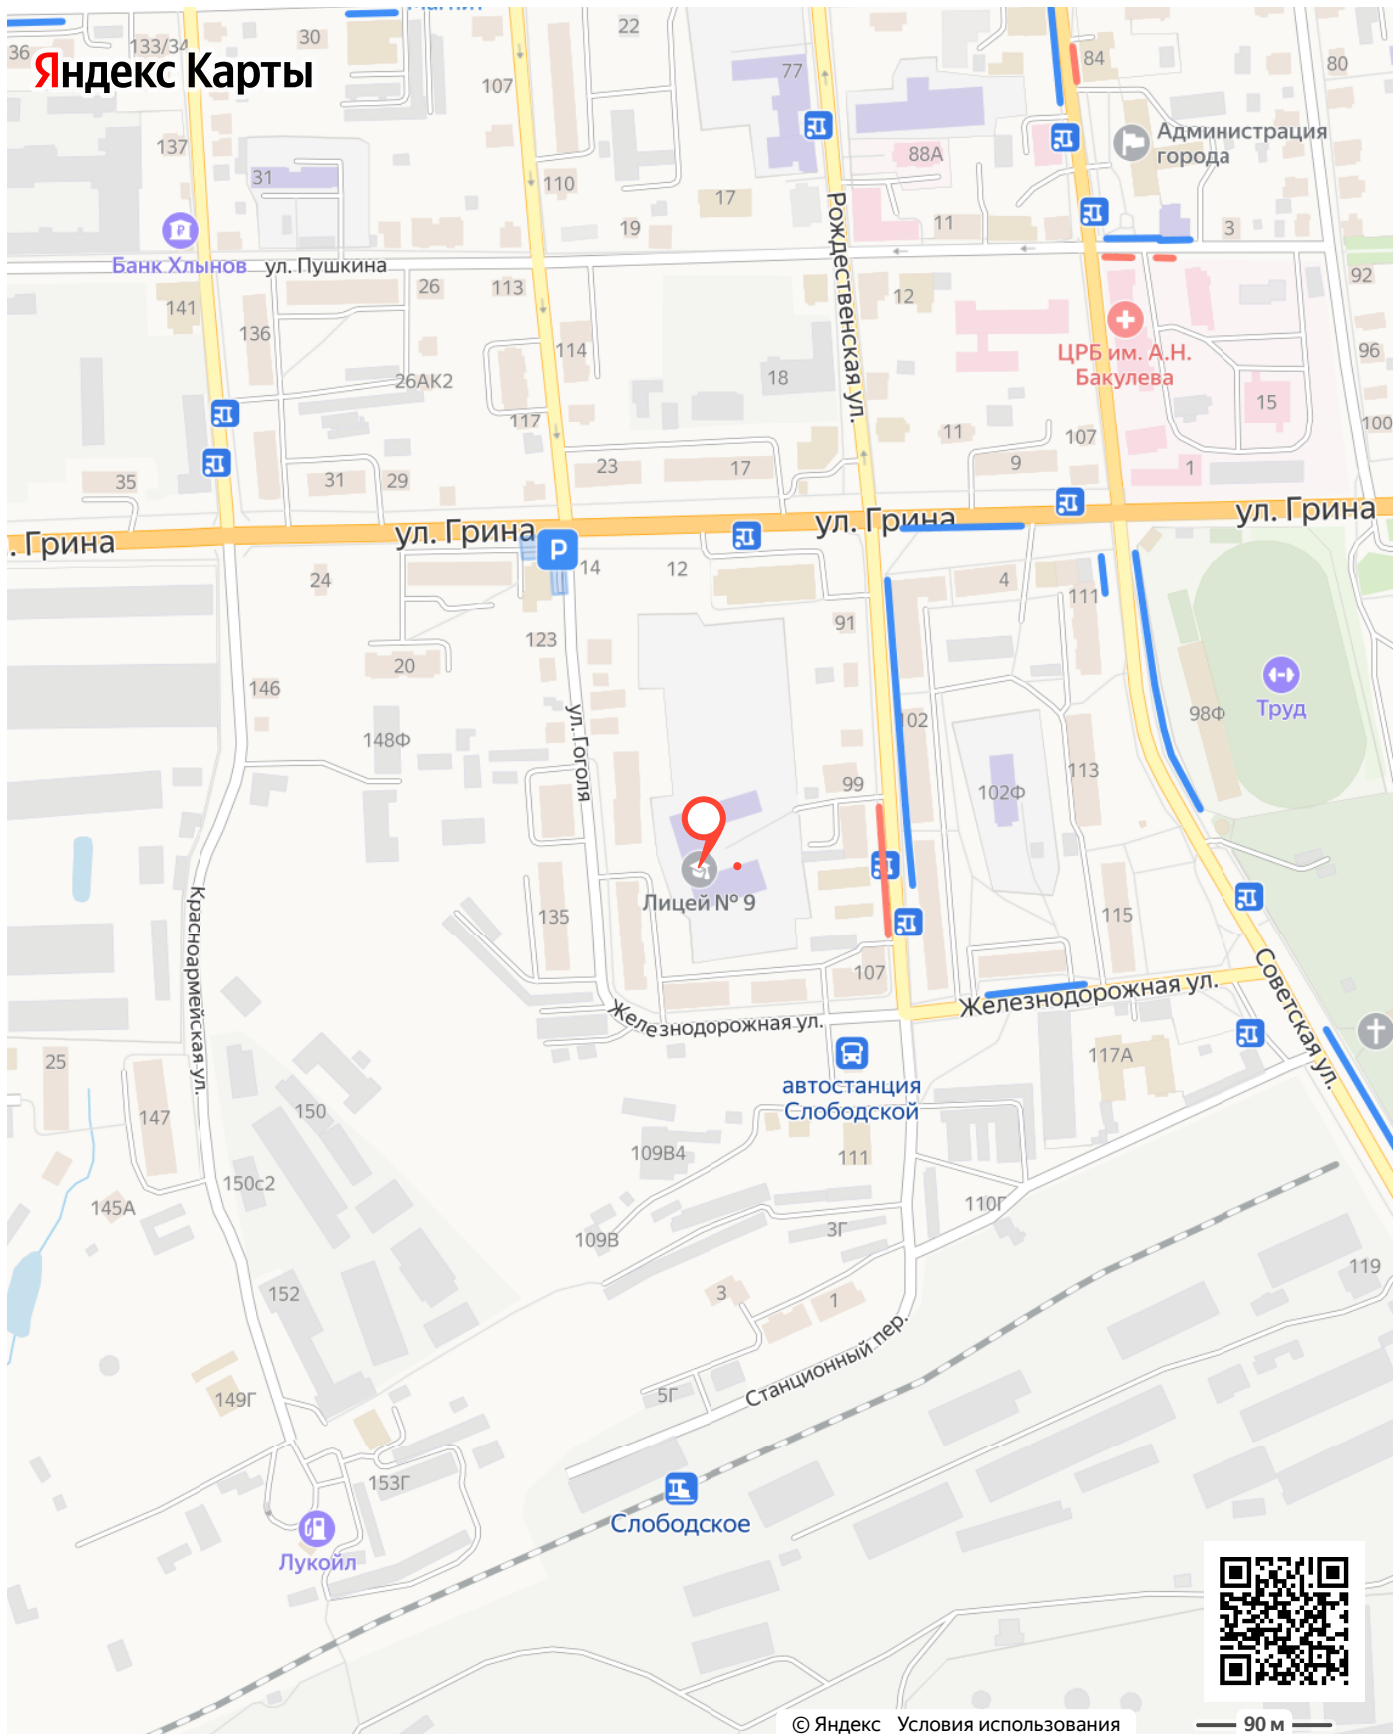 Магнит
36
133/34
30
22
Яндекс Карты
107
77
84
80
137
88А
Администрация
города
31
110
17
19
11
3
Банк Хлынов
ул. Пушкина
Рождественская ул.
26
113
12
92
141
136
114
ЦРБ им. А.Н.
Бакулева
96
26АК2
18
15
117
11
107
100
35
31
29
23
17
9
1
. Грина
ул. Грина
ул. Грина
ул. Грина
P
24
14
12
4
111
123
91
20
146
98Ф
Труд
ул. Гоголя
102
148Ф
113
99
102Ф
Лицей № 9
135
115
Красноармейская ул.
107
Советская ул.
Железнодорожная ул.
Железнодорожная ул.
25
117А
автостанция
Слободской
147
150
109В4
111
150с2
145А
110Г
109В
3Г
119
152
3
1
Станционный пер.
149Г
5Г
153Г
Слободское
Лукойл
© Яндекс Условия использования
90 м